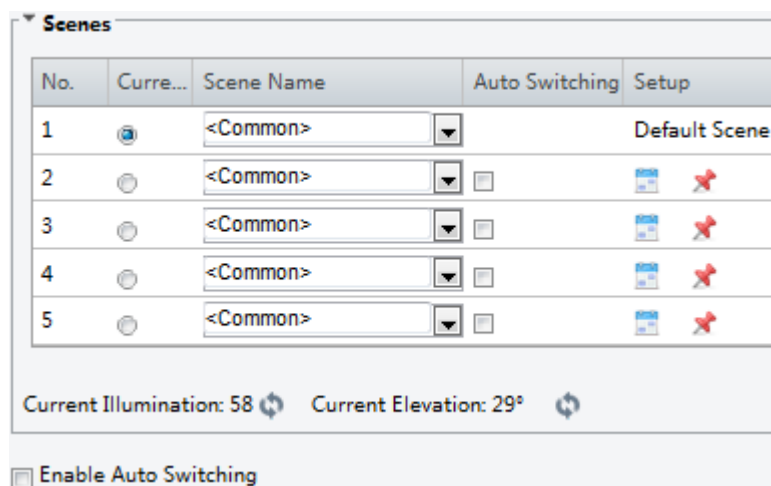 Scenes
No. Curre... Scene Name Auto Switching Setup
1 <Common> Default Scene
2 <Common>
3 <Common>
4 <Common>
5 <Common>
Current Illumination: 58 Current Elevation: 29°
Enable Auto Switching